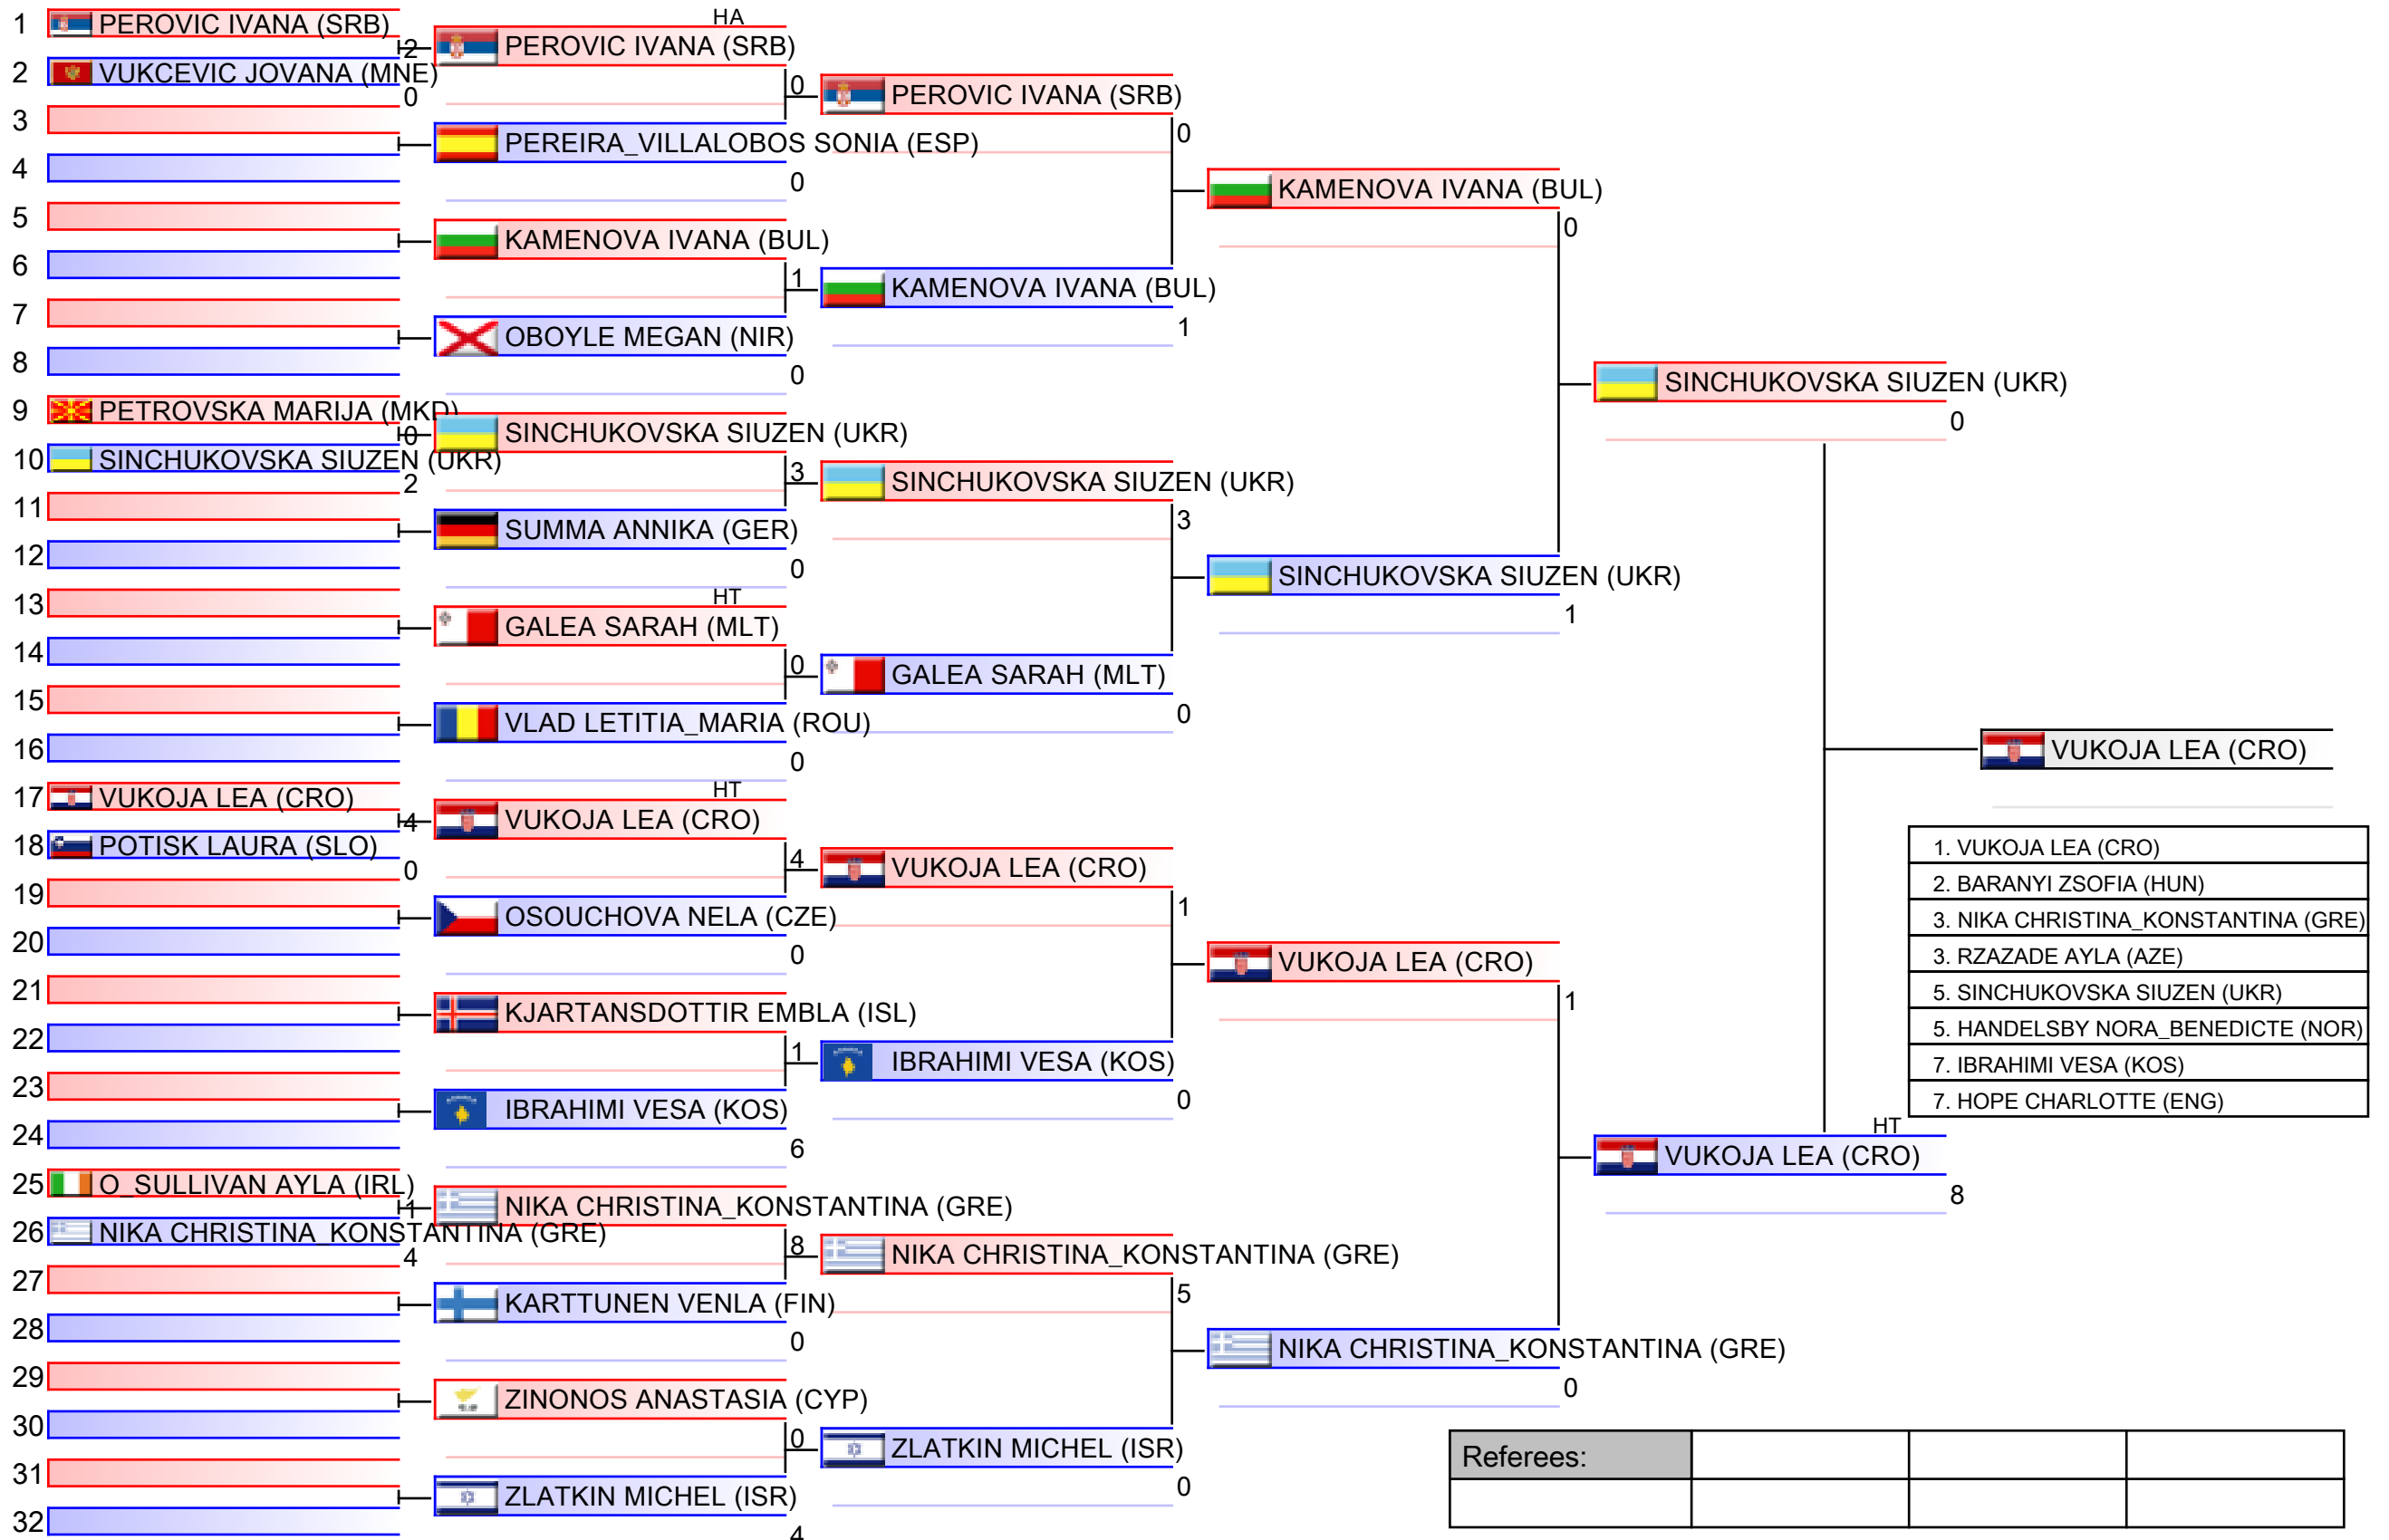 1 PEROVIC IVANA (SRB)
2
2 VUKCEVIC JOVANA (MNE)
0
3
4
5
6
7
8
9 PETROVSKA MARIJA (MKD)
0
10 SINCHUKOVSKA SIUZEN (UKR)
2
11
12
13
14
15
16
17 VUKOJA LEA (CRO)
4
18 POTISK LAURA (SLO)
0
19
20
21
22
23
24
25 O_SULLIVAN AYLA (IRL)
1
26 NIKA CHRISTINA_KONSTANTINA (GRE)
4
27
28
29
30
31
32
HA
PEROVIC IVANA (SRB)
0
PEREIRA_VILLALOBOS SONIA (ESP)
0
KAMENOVA IVANA (BUL)
1
OBOYLE MEGAN (NIR)
0
SINCHUKOVSKA SIUZEN (UKR)
3
SUMMA ANNIKA (GER)
0
HT
GALEA SARAH (MLT)
0
VLAD LETITIA_MARIA (ROU)
0
HT
VUKOJA LEA (CRO)
4
OSOUCHOVA NELA (CZE)
0
KJARTANSDOTTIR EMBLA (ISL)
1
IBRAHIMI VESA (KOS)
6
NIKA CHRISTINA_KONSTANTINA (GRE)
8
KARTTUNEN VENLA (FIN)
0
ZINONOS ANASTASIA (CYP)
0
ZLATKIN MICHEL (ISR)
4
PEROVIC IVANA (SRB)
0
KAMENOVA IVANA (BUL)
1
SINCHUKOVSKA SIUZEN (UKR)
3
GALEA SARAH (MLT)
0
VUKOJA LEA (CRO)
1
IBRAHIMI VESA (KOS)
0
NIKA CHRISTINA_KONSTANTINA (GRE)
5
ZLATKIN MICHEL (ISR)
0
KAMENOVA IVANA (BUL)
0
SINCHUKOVSKA SIUZEN (UKR)
1
VUKOJA LEA (CRO)
1
NIKA CHRISTINA_KONSTANTINA (GRE)
0
SINCHUKOVSKA SIUZEN (UKR)
0
HT
VUKOJA LEA (CRO)
8
VUKOJA LEA (CRO)
1. VUKOJA LEA (CRO)
2. BARANYI ZSOFIA (HUN)
3. NIKA CHRISTINA_KONSTANTINA (GRE)
3. RZAZADE AYLA (AZE)
5. SINCHUKOVSKA SIUZEN (UKR)
5. HANDELSBY NORA_BENEDICTE (NOR)
7. IBRAHIMI VESA (KOS)
7. HOPE CHARLOTTE (ENG)
Referees: